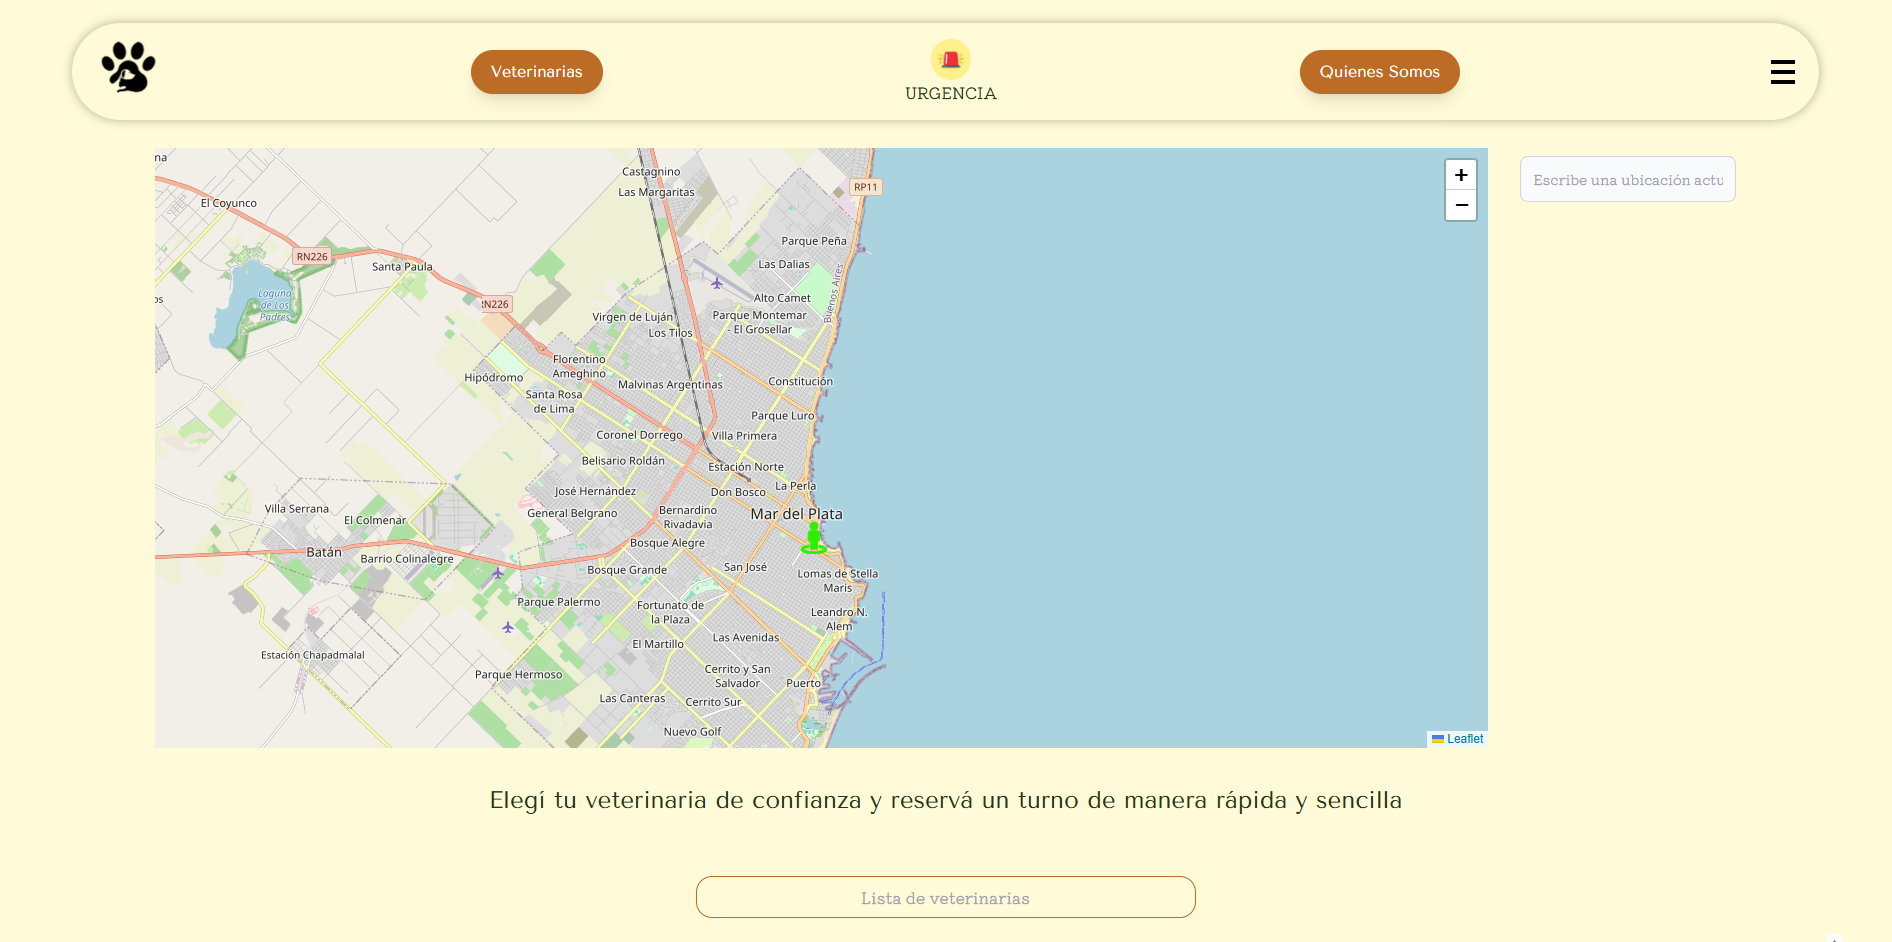 Veterinarias
URGENCIA
Quienes Somos
Escribe una ubicación actu
na
Castagnino
Las Margaritas
RP11
El Coyunco
Parque Peña
RN226
Santa Paula
Las Dalias
Laguna
de Los
Padres
os
Alto Camet
Buenos Aires
RN226
Virgen de Luján
Parque Montemar
- El Grosellar
Los Tilos
Florentino
Ameghino
Hipódromo
Malvinas Argentinas
Constitución
Santa Rosa
de Lima
Parque Luro
Coronel Dorrego
Villa Primera
Belisario Roldán
Estación Norte
José Hernández
Don Bosco
La Perla
Villa Serrana
El Colmenar
General Belgrano
Bernardino
Rivadavia
Mar del Plata
Batán
Barrio Colinalegre
Bosque Alegre
Bosque Grande
San José
Lomas de Stella
Maris
Parque Palermo
Fortunato de
la Plaza
Leandro N.
Alem
Las Avenidas
El Martillo
Estación Chapadmalal
Parque Hermoso
Cerrito y San
Salvador
Puerto
Las Canteras
Cerrito Sur
Nuevo Golf
+
−
Leaflet
Elegí tu veterinaria de confianza y reservá un turno de manera rápida y sencilla
Lista de veterinarias